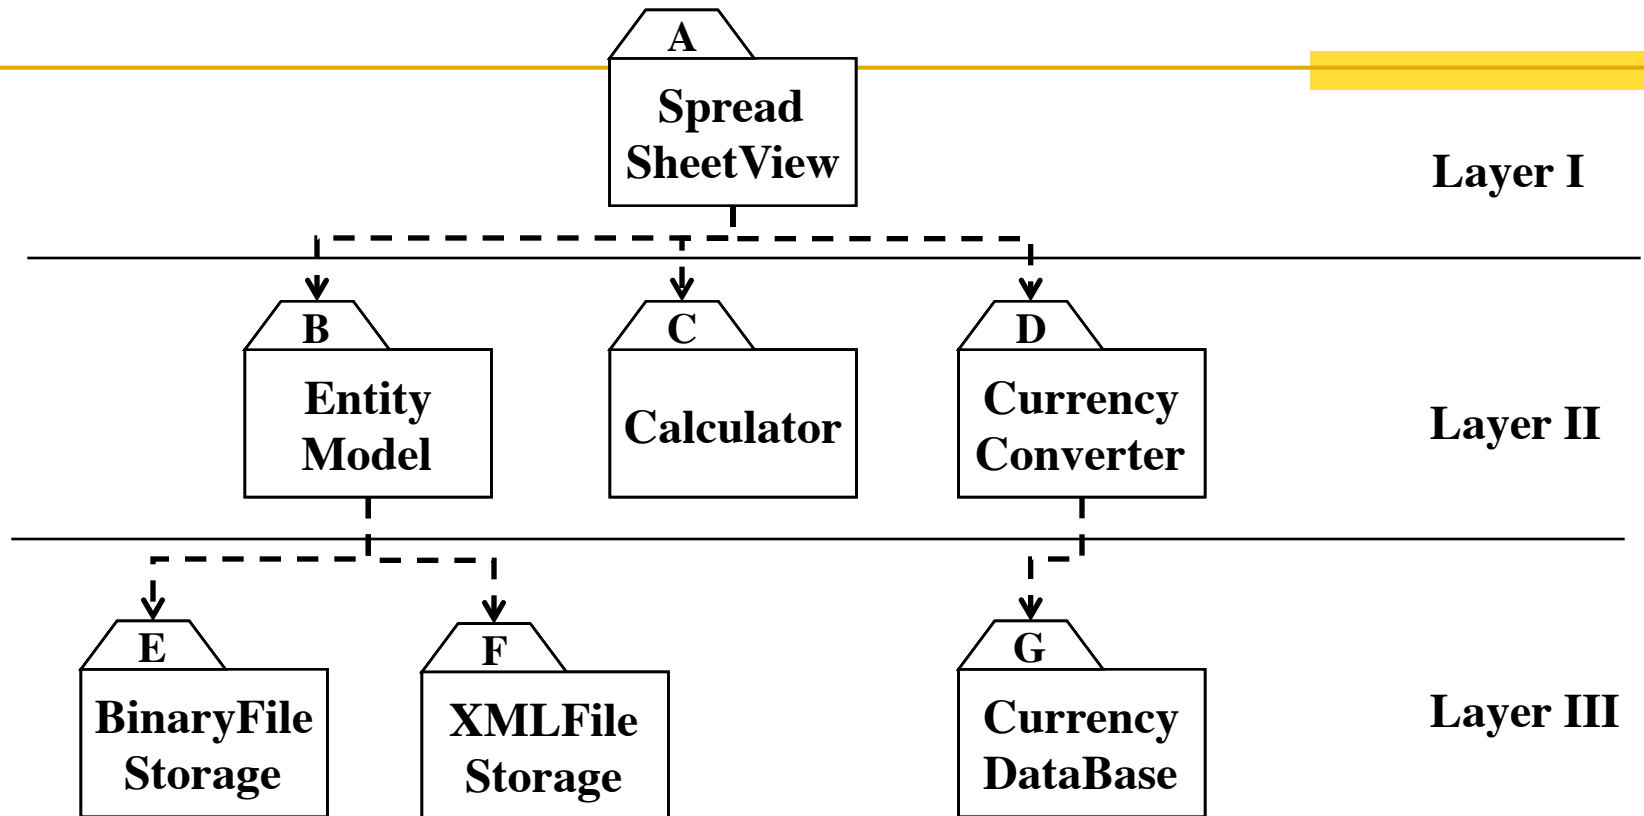 A
Spread
SheetView
Layer I
B
C
D
Entity
Model
Calculator
Currency
Converter
Layer II
E
F
G
BinaryFile
Storage
XMLFile
Storage
Currency
DataBase
Layer III